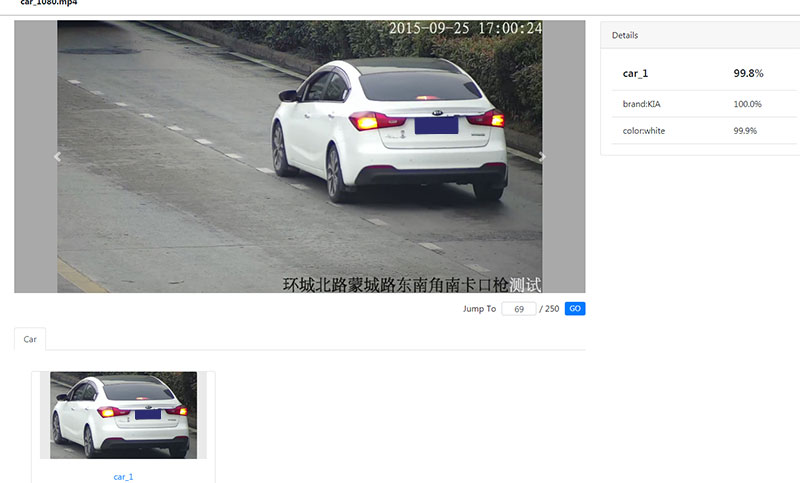 car_1080.mp4
2015-09-25 17:00:24
KIA
环城北路蒙城路东南角南卡口枪测试
Details
car_1 99.8%
brand:KIA 100.0%
color:white 99.9%
Jump To 69 / 250 GO
Car
car_1